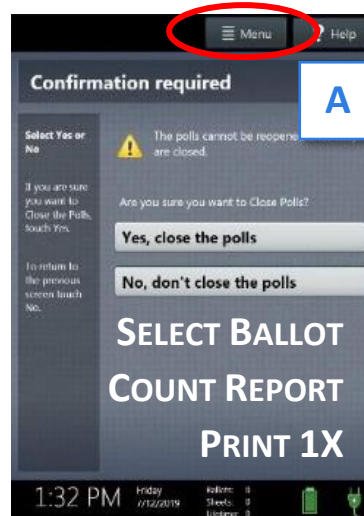 Menu
? Help
Confirmation required
A
Select Yes or
No
The polls cannot be reopene
are closed.
If you are sure
you want to
Close the Polls,
touch Yes.
Are you sure you want to Close Polls?
Yes, close the polls
To return to
the previous
screen touch
No.
No, don't close the polls
SELECT BALLOT
COUNT REPORT
PRINT 1X
1:32 PM
Friday
7/12/2019
Ballots: 0
Sheets: 0
Lifetime: 0